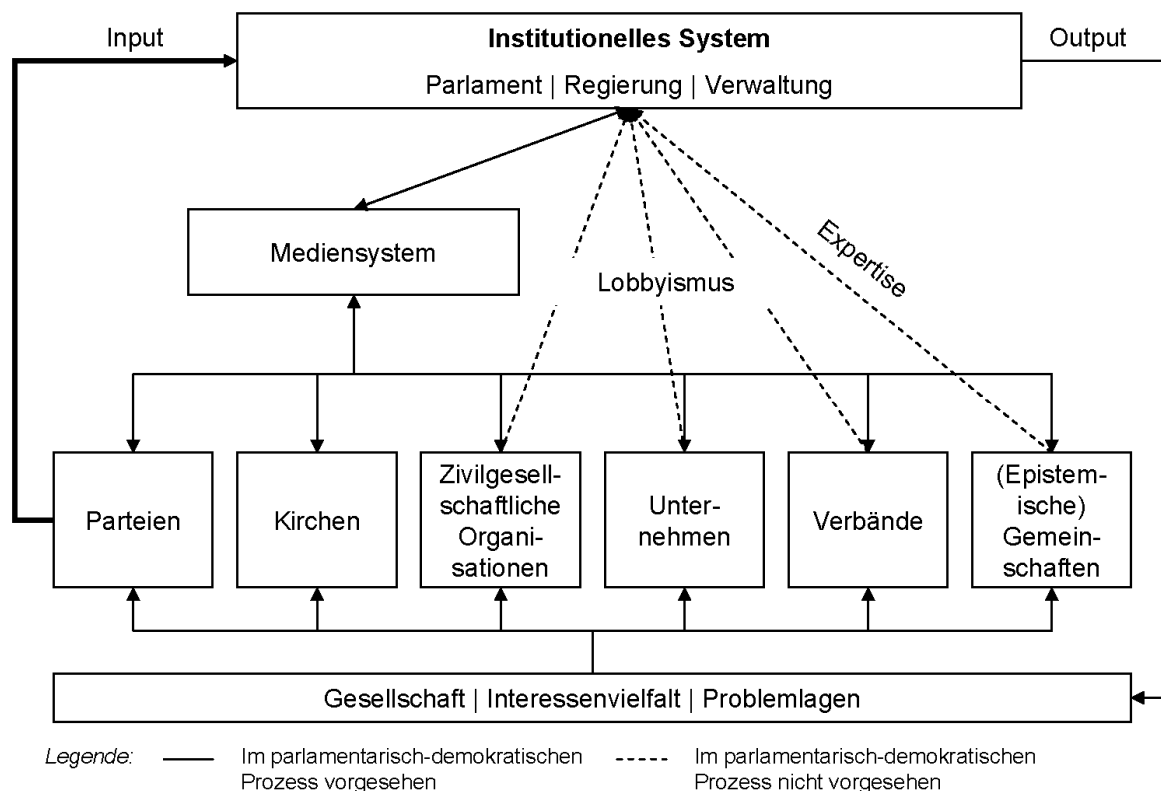 Input
Institutionelles System
Output
Parlament | Regierung | Verwaltung
Mediensystem
Lobbyismus
Expertise
Parteien
Kirchen
Zivilgesell-
schaftliche
Organi-
sationen
Unter-
nehmen
Verbände
(Epistem-
ische)
Gemein-
schaften
Gesellschaft | Interessenvielfalt | Problemlagen
Legende:
Im parlamentarisch-demokratischen
Prozess vorgesehen
Im parlamentarisch-demokratischen
Prozess nicht vorgesehen